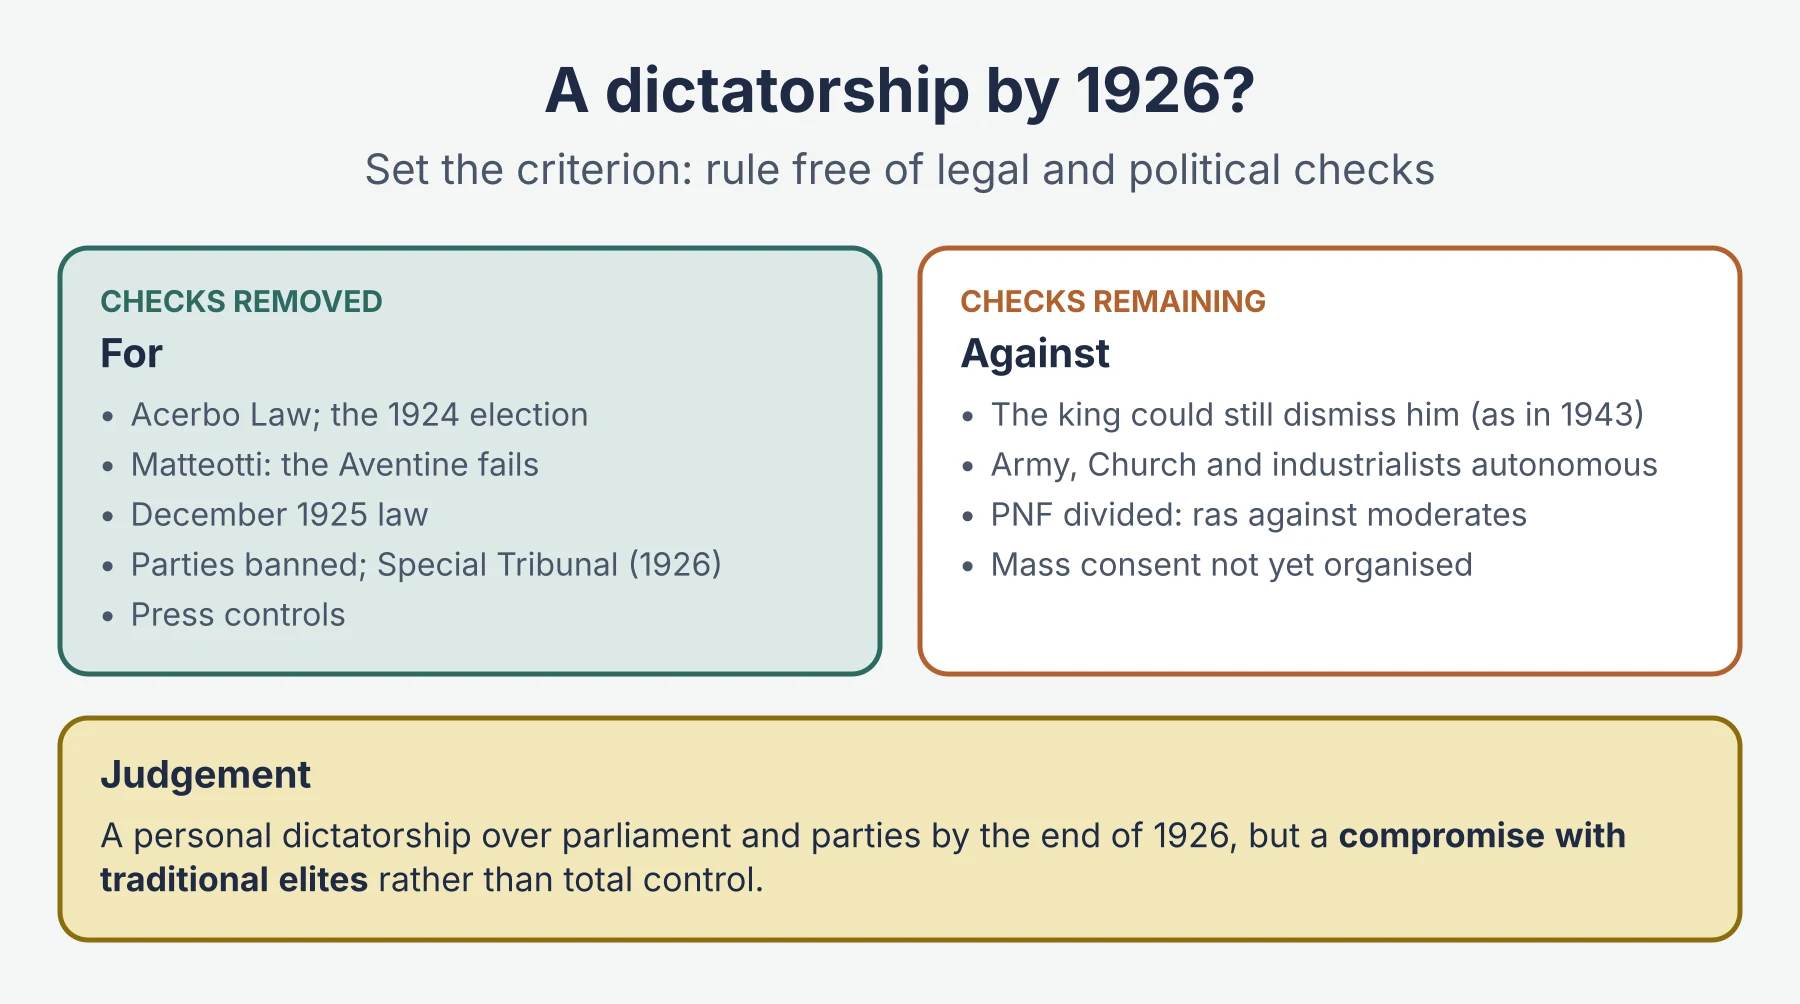 A dictatorship by 1926?
Set the criterion: rule free of legal and political checks
CHECKS REMOVED
For
• Acerbo Law; the 1924 election
• Matteotti: the Aventine fails
• December 1925 law
• Parties banned; Special Tribunal (1926)
• Press controls
CHECKS REMAINING
Against
• The king could still dismiss him (as in 1943)
• Army, Church and industrialists autonomous
• PNF divided: ras against moderates
• Mass consent not yet organised
Judgement
A personal dictatorship over parliament and parties by the end of 1926, but a compromise with
traditional elites rather than total control.